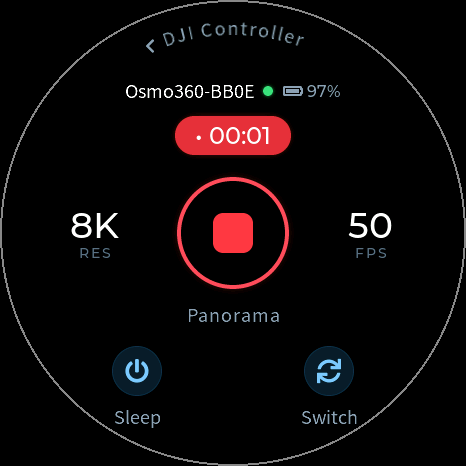 DJI Controller
Osmo360-BB0E 97%
• 00:01
8K
RES
50
FPS
Panorama
Sleep
Switch